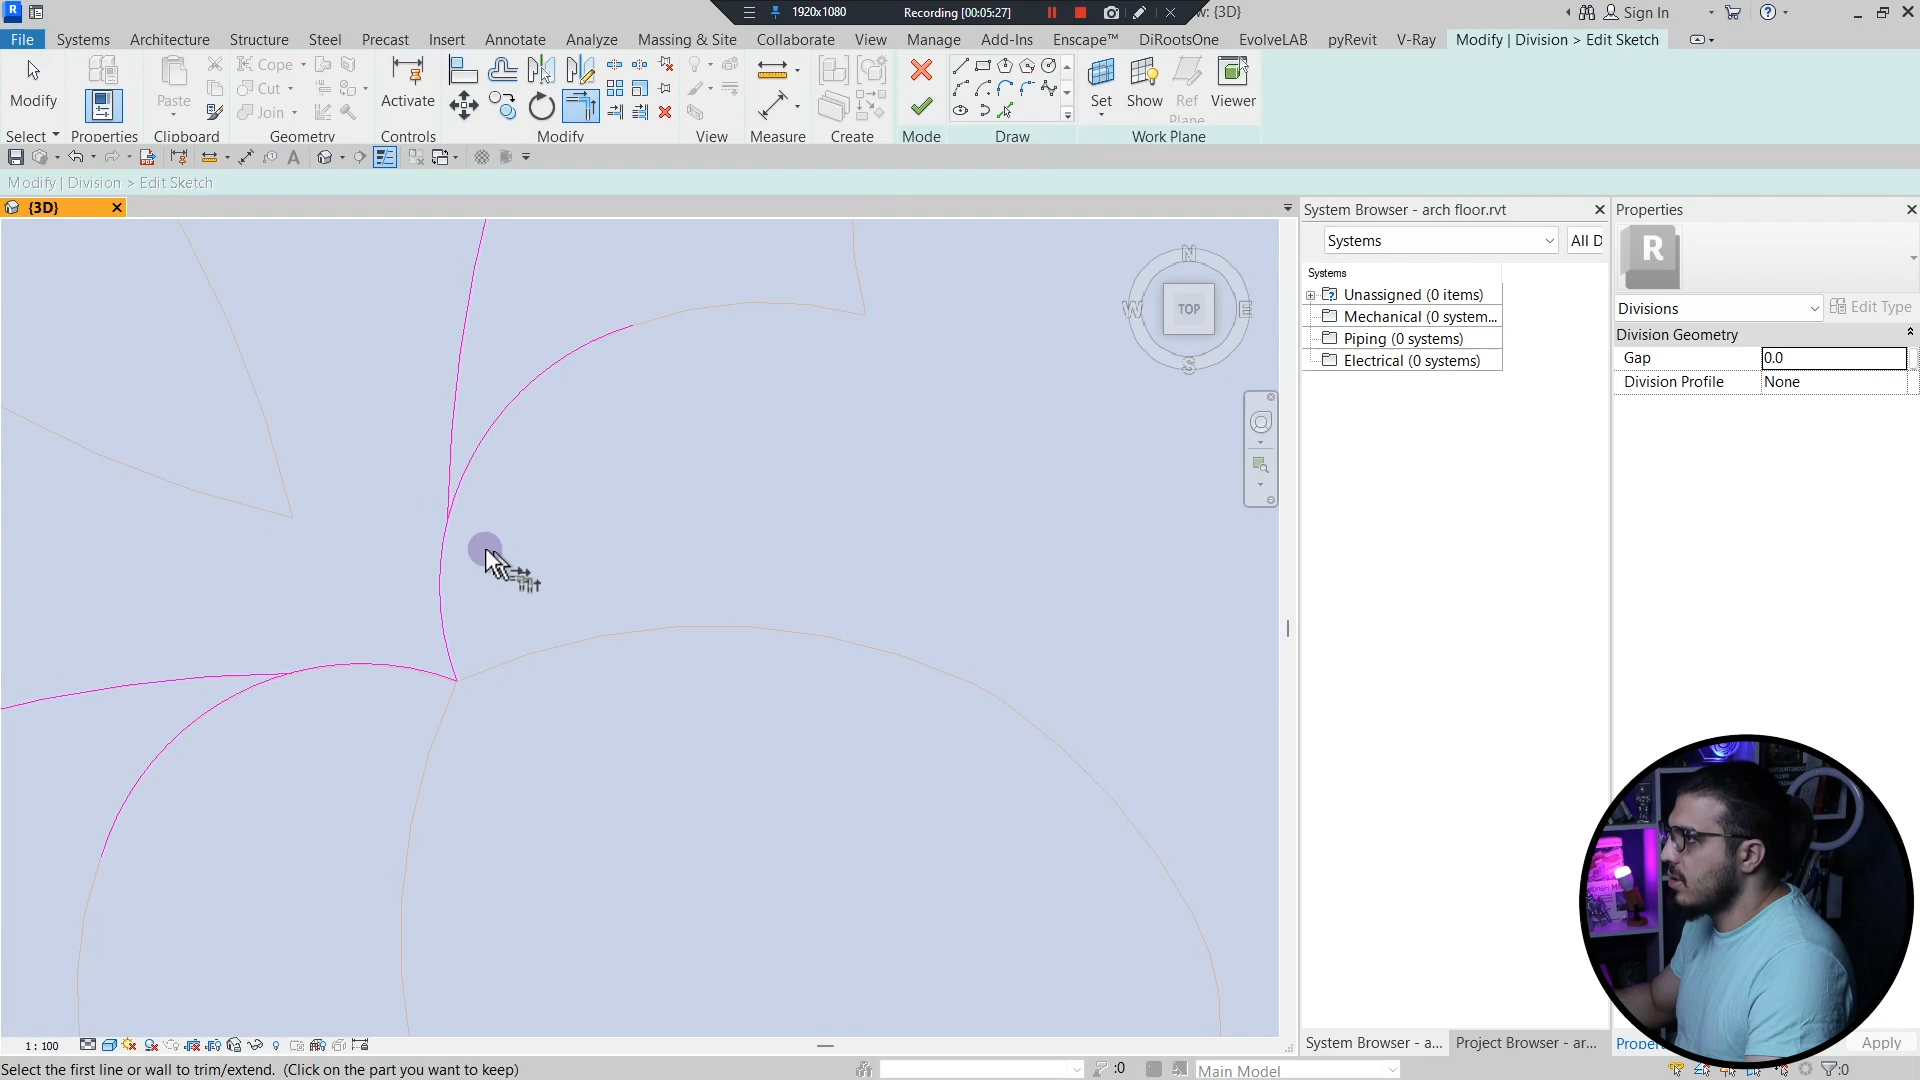 1920x1080
Recording [00:05:27]
w: {3D}
Sign In
File
Systems
Architecture
Structure
Steel
Precast
Insert
Annotate
Analyze
Massing & Site
Collaborate
View
Manage
Add-Ins
Enscape™
DiRootsOne
EvolveLAB
pyRevit
V-Ray
Modify | Division > Edit Sketch
Modify
Paste
Cope
Cut
Join
Activate
Set
Show
Ref
Plane
Viewer
Select
Properties
Clipboard
Geometry
Controls
Modify
View
Measure
Create
Mode
Draw
Work Plane
Modify | Division > Edit Sketch
{3D}
N
W
TOP
E
S
System Browser - arch floor.rvt
Systems
All D
Systems
Unassigned (0 items)
Mechanical (0 system...
Piping (0 systems)
Electrical (0 systems)
Properties
R
Divisions
Edit Type
Division Geometry
Gap
0.0
Division Profile
None
1 : 100
System Browser - a...
Project Browser - ar...
Proper
Apply
Select the first line or wall to trim/extend. (Click on the part you want to keep)
:0
Main Model
:0